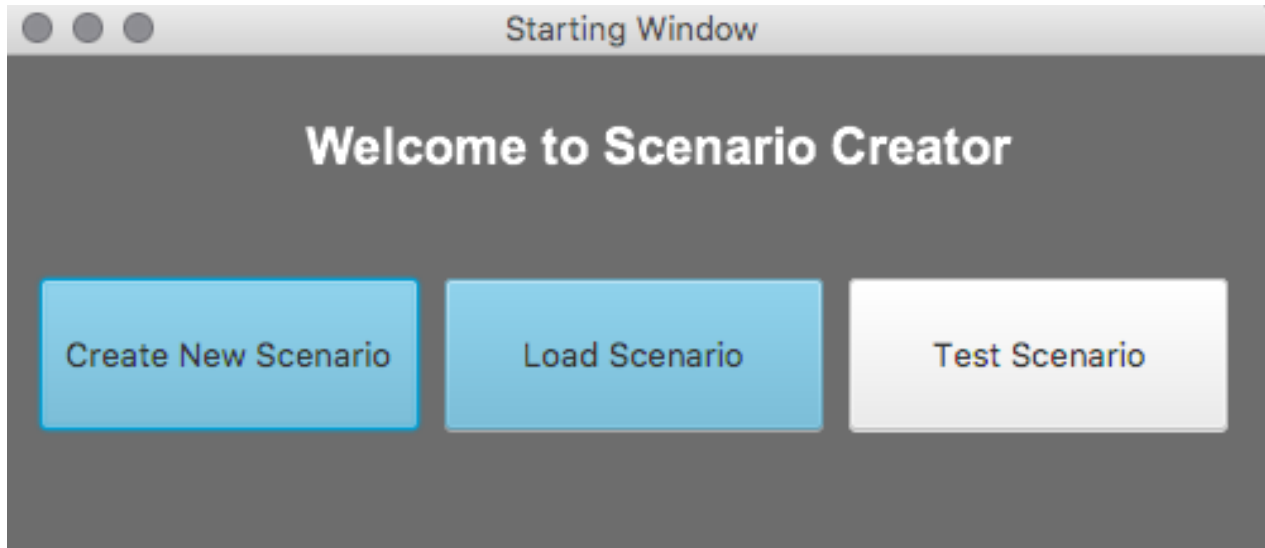 Starting Window
Welcome to Scenario Creator
Create New Scenario
Load Scenario
Test Scenario